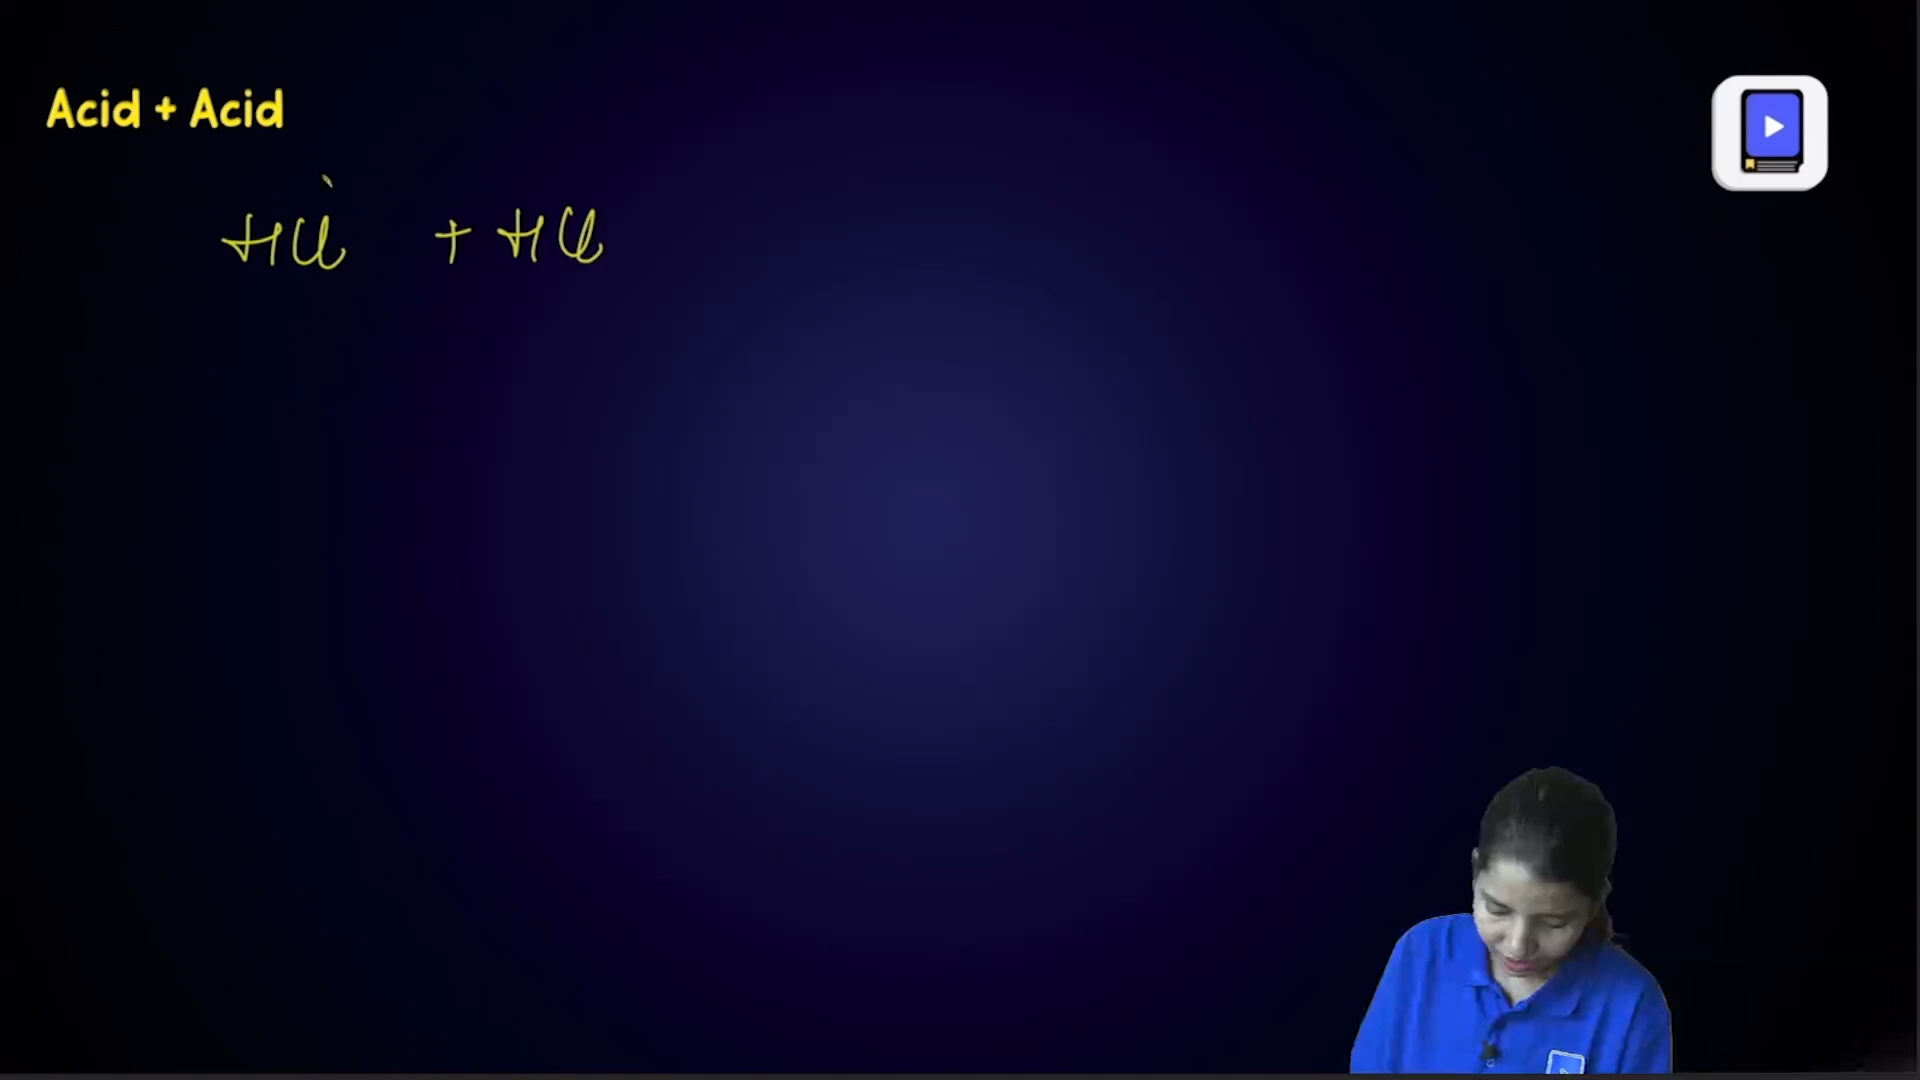 Acid + Acid
HCl + HCl